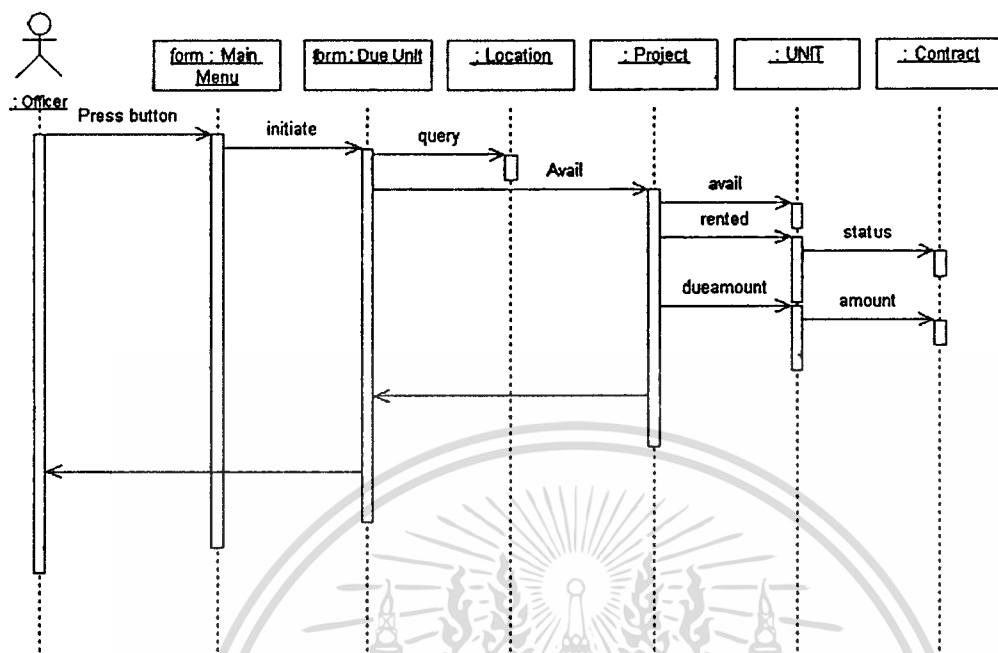 form : Main
Menu
form : Due Unit
: Location
: Project
: UNIT
: Contract
: Officer
Press button
initiate
query
Avail
avail
rented
status
dueamount
amount